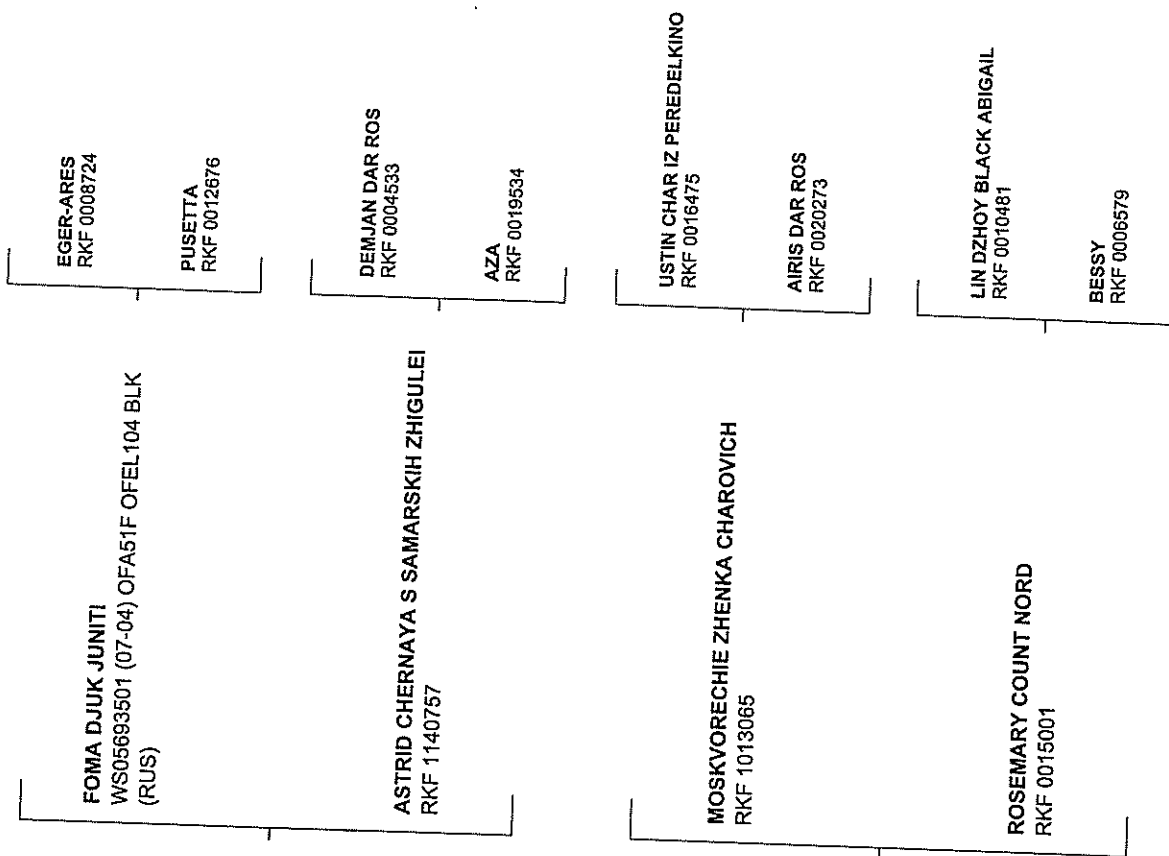 FOMA DJUK JUNITI
WS05693501 (07-04) OFA51F OFEL104 BLK
(RUS)
EGER-ARES
RKF 0008724
PUSETTA
RKF 0012676
ASTRID CHERNAYA S SAMARSKIH ZHIGULEI
RKF 1140757
DEMJAN DAR ROS
RKF 0004533
AZA
RKF 0019534
MOSKVORECHIE ZHENKA CHAROVICH
RKF 1013065
USTIN CHAR IZ PEREDELKINO
RKF 0016475
AIRIS DAR ROS
RKF 0020273
ROSEMARY COUNT NORD
RKF 0015001
LIN DZHOY BLACK ABIGAIL
RKF 0010481
BESSY
RKF 0006579